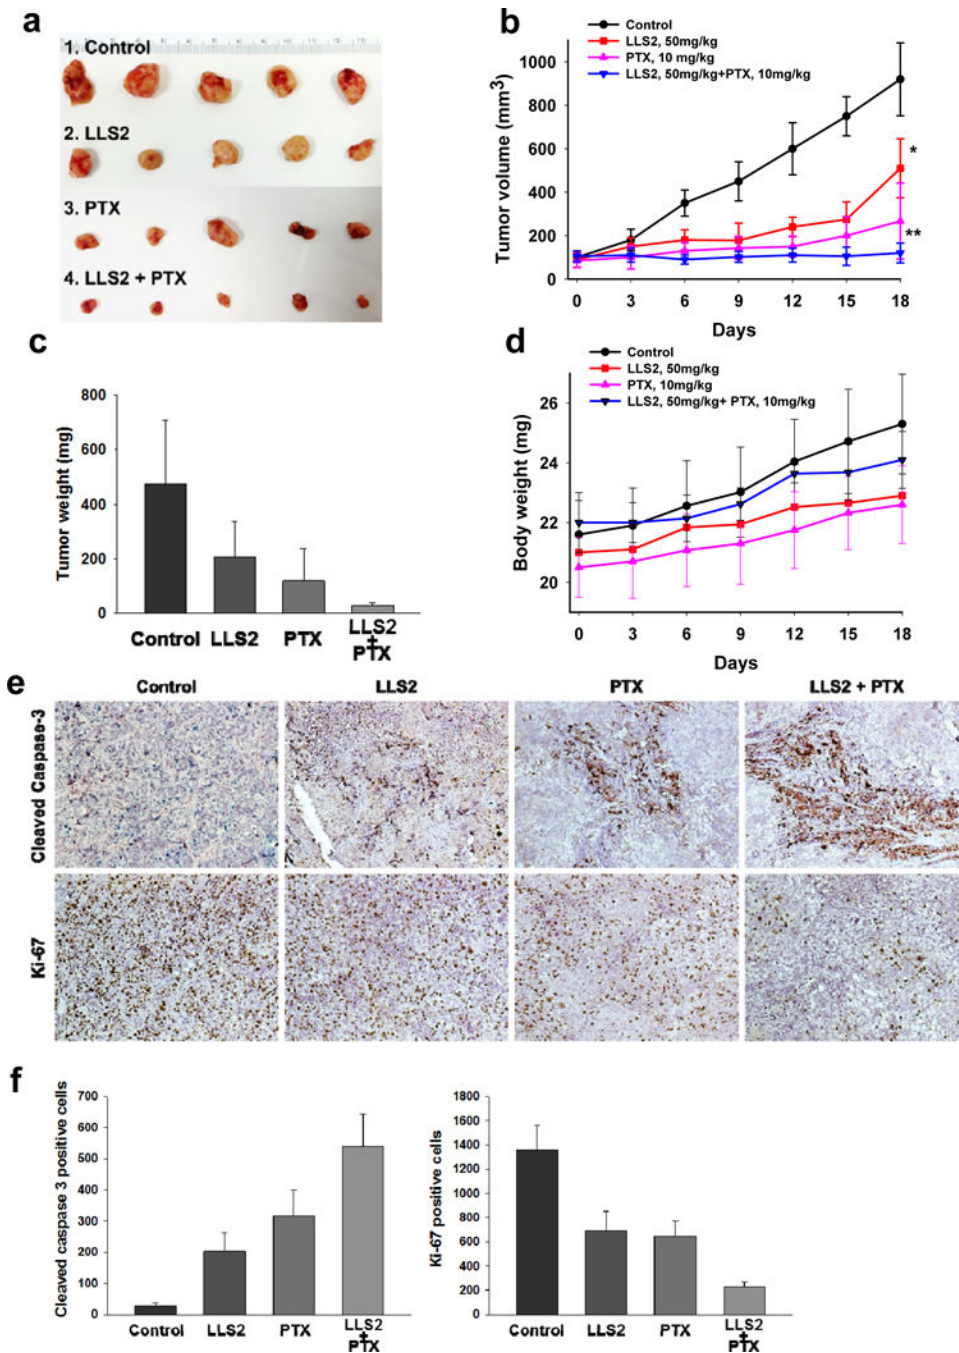 a
1. Control
2. LLS2
3. PTX
4. LLS2 + PTX
b
Control
LLS2, 50mg/kg
PTX, 10 mg/kg
LLS2, 50mg/kg+PTX, 10mg/kg
Tumor volume (mm3)
1000
800
600
400
200
0
*
**
0 3 6 9 12 15 18
Days
c
Tumor weight (mg)
800
600
400
200
0
Control LLS2 PTX LLS2
+
PTX
d
Control
LLS2, 50mg/kg
PTX, 10mg/kg
LLS2, 50mg/kg+ PTX, 10mg/kg
Body weight (mg)
26
24
22
20
0 3 6 9 12 15 18
Days
e
Control LLS2 PTX LLS2 + PTX
Cleaved Caspase-3
Ki-67
f
Cleaved caspase 3 positive cells
700
600
500
400
300
200
100
0
Control LLS2 PTX LLS2
+
PTX
Ki-67 positive cells
1800
1600
1400
1200
1000
800
600
400
200
0
Control LLS2 PTX LLS2
+
PTX